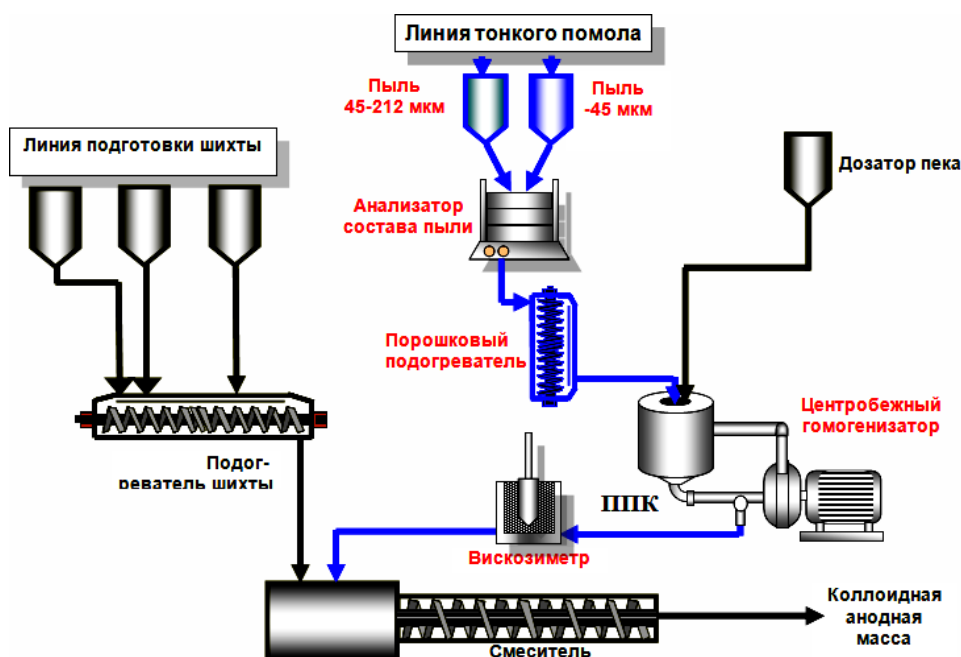 Линия тонкого помола
Пыль
45-212 мкм
Пыль
-45 мкм
Линия подготовки шихты
Дозатор пека
Анализатор
состава пыли
Порошковый
подогреватель
Центробежный
гомогенизатор
Подог-
реватель шихты
ППК
Вискозиметр
Коллоидная
анодная
масса
Смеситель